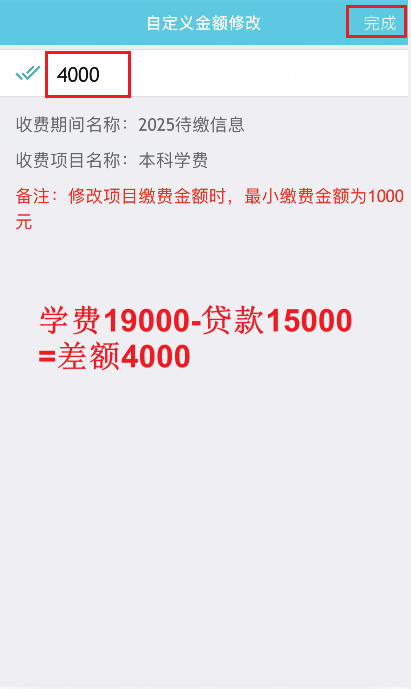 自定义金额修改 完成
4000
收费期间名称：2025待缴信息
收费项目名称：本科学费
备注：修改项目缴费金额时，最小缴费金额为1000
元
学费19000-贷款15000
=差额4000